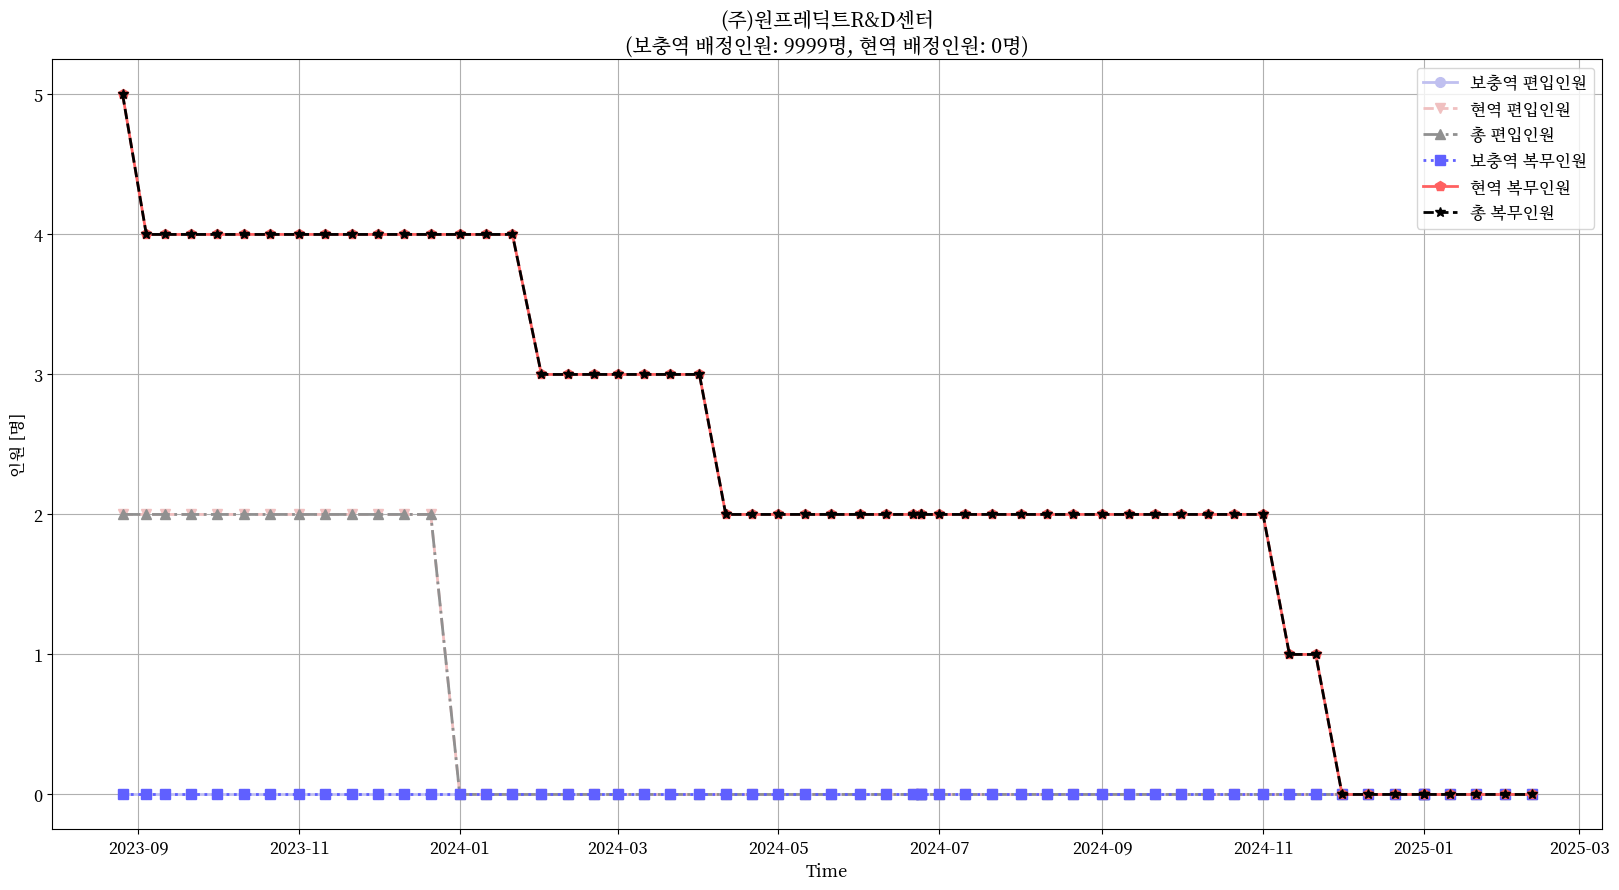 (주)원프레딕트R&D센터
(보충역 배정인원: 9999명, 현역 배정인원: 0명)
보충역 편입인원
현역 편입인원
총 편입인원
보충역 복무인원
현역 복무인원
총 복무인원
인원 [명]
5
4
3
2
1
0
2023-09
2023-11
2024-01
2024-03
2024-05
2024-07
2024-09
2024-11
2025-01
2025-03
Time